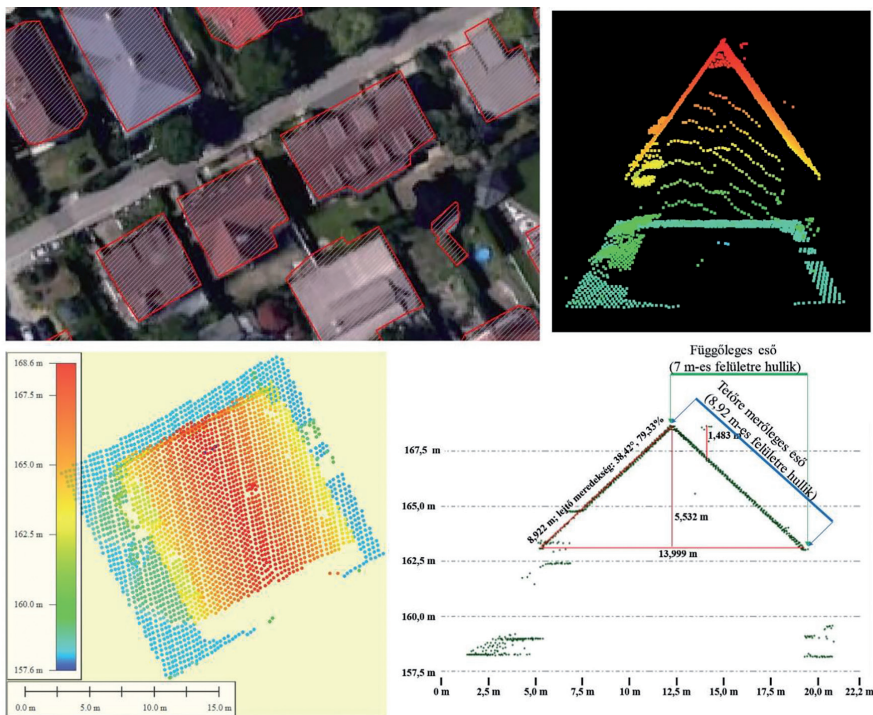 168.6 m
167.5 m
165.0 m
162.5 m
160.0 m
157.6 m
0.0 m 5.0 m 10.0 m 15.0 m
Függőleges eső
(7 m-es felületre hullik)
Tetőre merőleges eső
(8,92 m-es felületre hullik)
8,922 m; lejtő meredekség: 38,42°, 79,33%
1,483 m
5,532 m
13,999 m
167,5 m
165,0 m
162,5 m
160,0 m
157,5 m
0 m 2,5 m 5,0 m 7,5 m 10 m 12,5 m 15 m 17,5 m 20,0 m 22,2 m